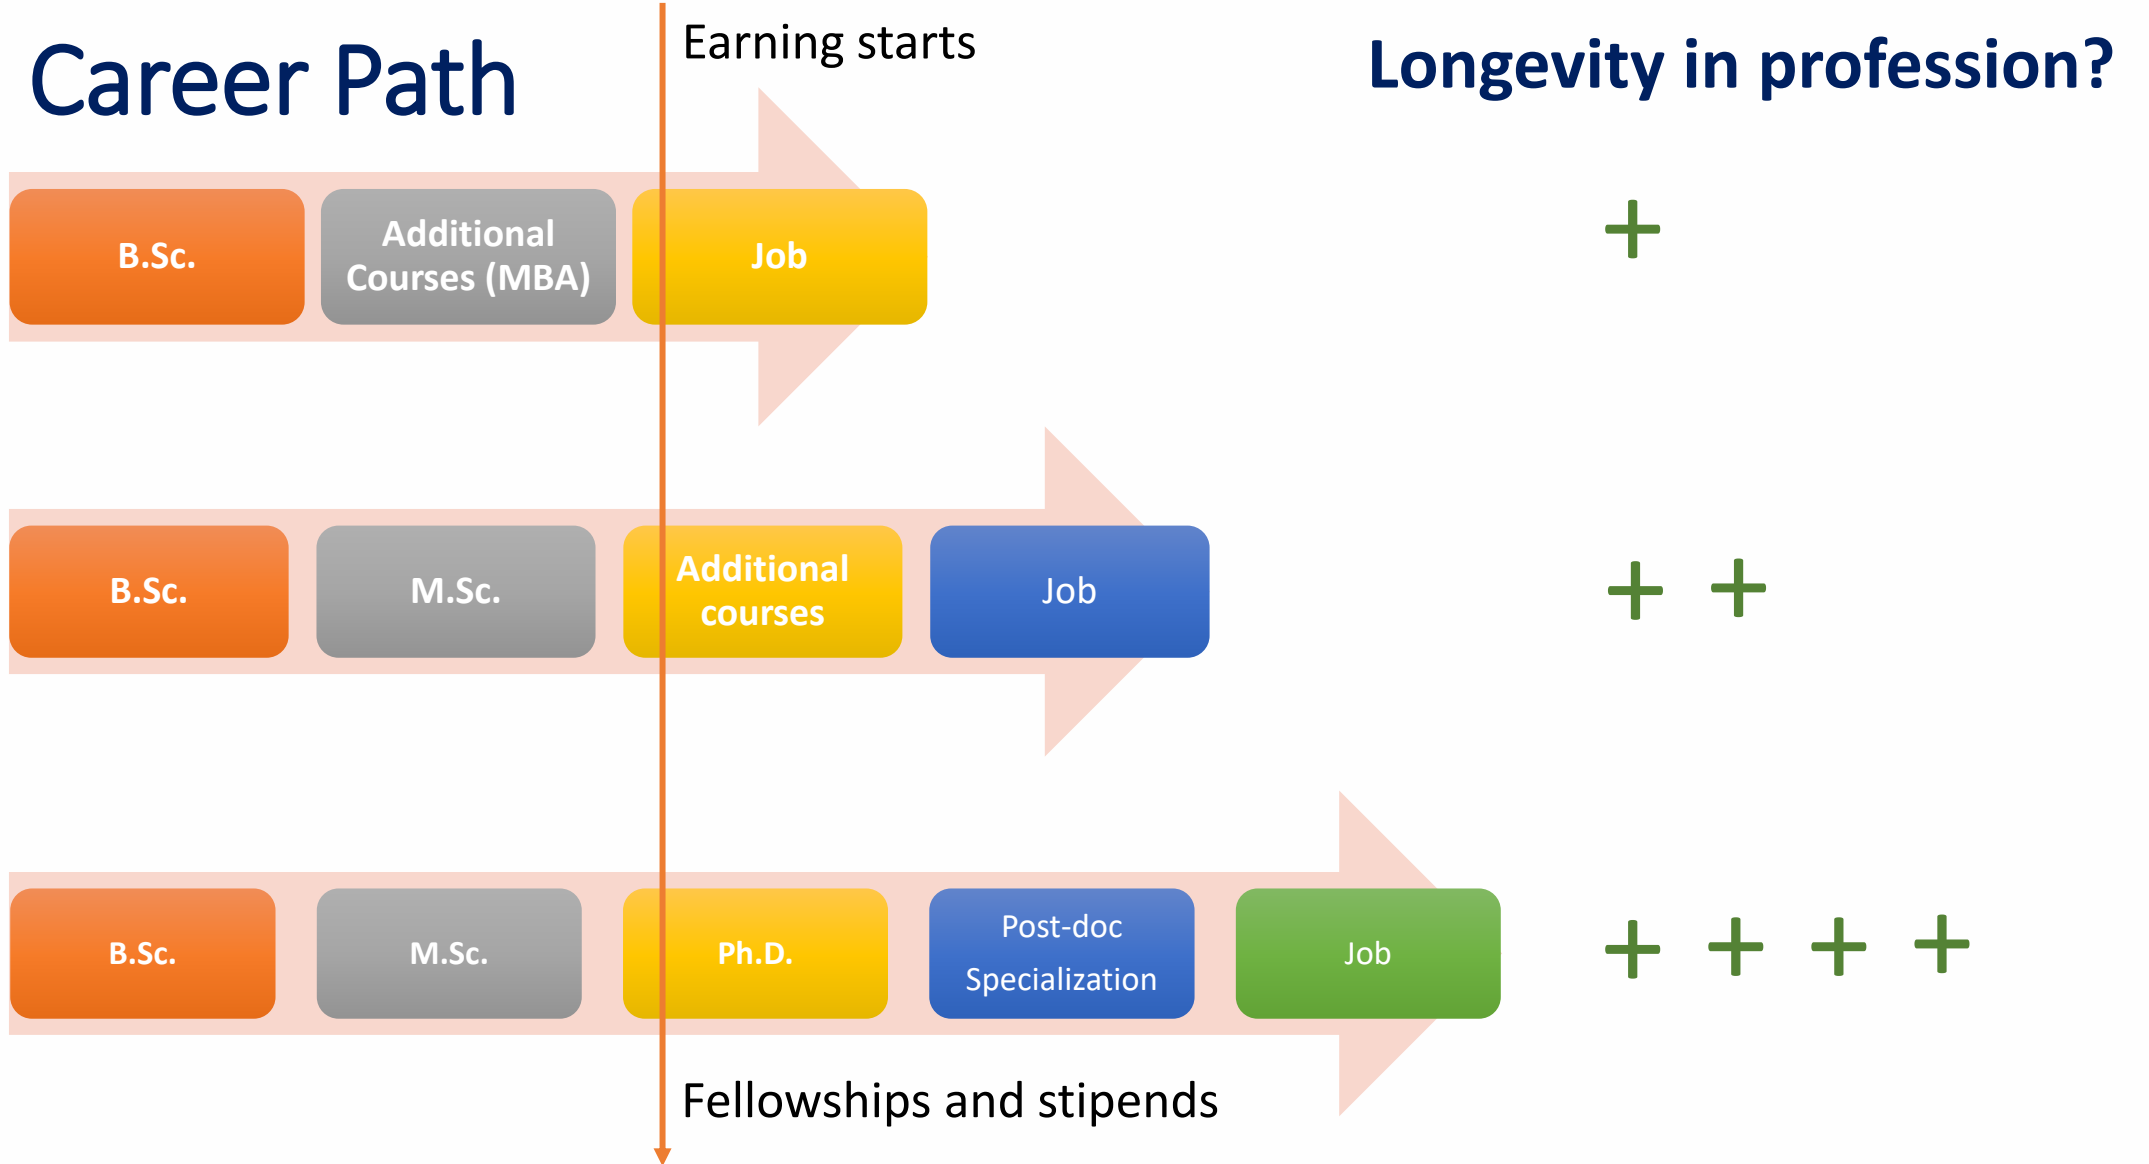 Career Path
Earning starts
Longevity in profession?
B.Sc.
Additional
Courses (MBA)
Job
+
B.Sc.
M.Sc.
Additional
courses
Job
+ +
B.Sc.
M.Sc.
Ph.D.
Post-doc
Specialization
Job
+ + + +
Fellowships and stipends